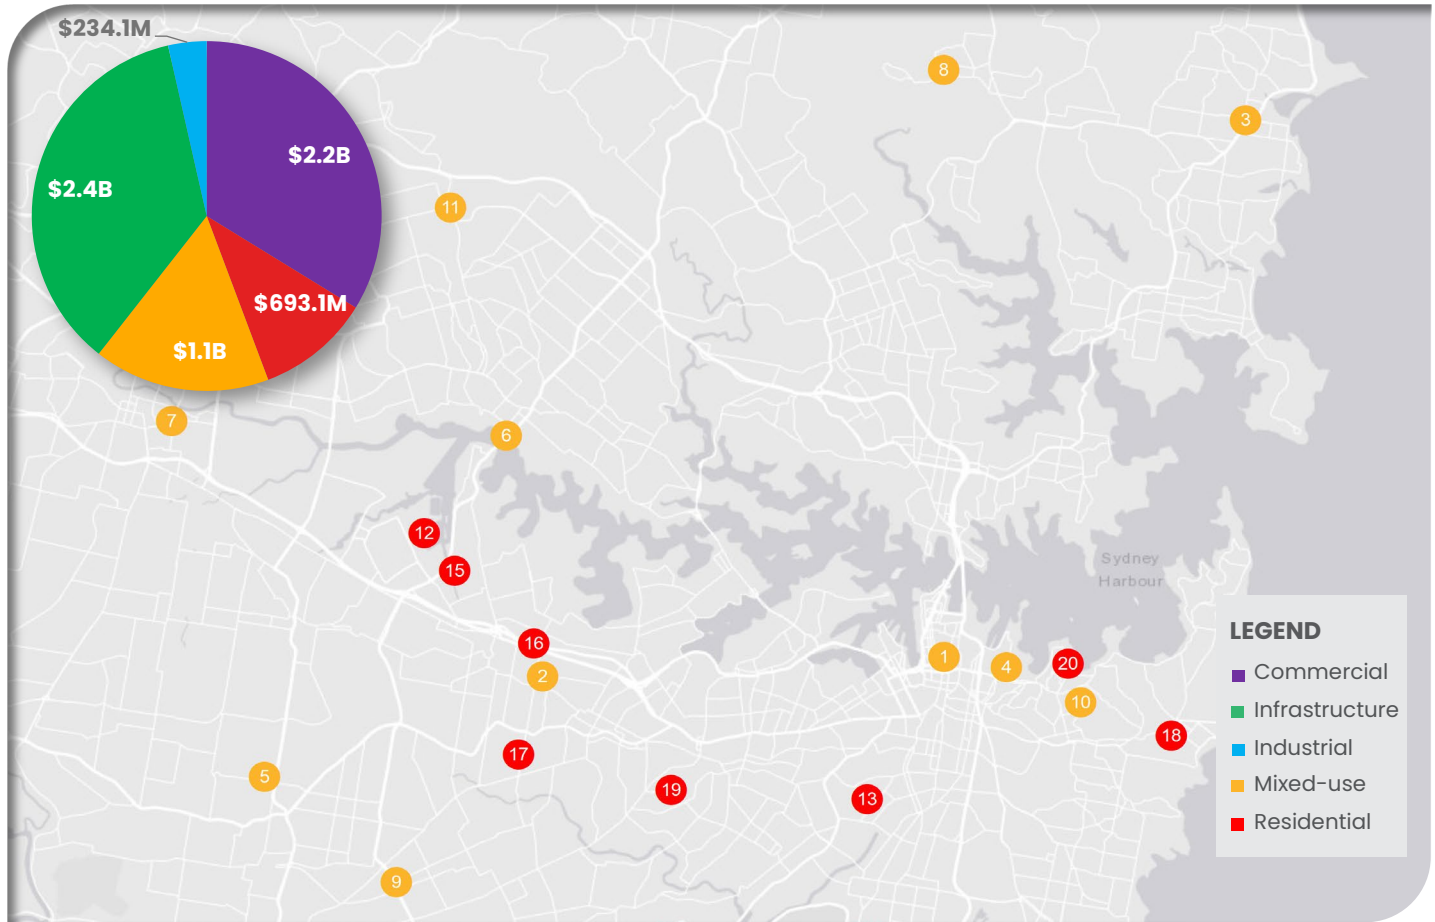 $234.1M
$2.2B
$2.4B
$693.1M
$1.1B
8
3
11
7
6
12
15
16
2
17
5
19
13
9
1
4
20
10
18
Sydney
Harbour
LEGEND
Commercial
Infrastructure
Industrial
Mixed-use
Residential